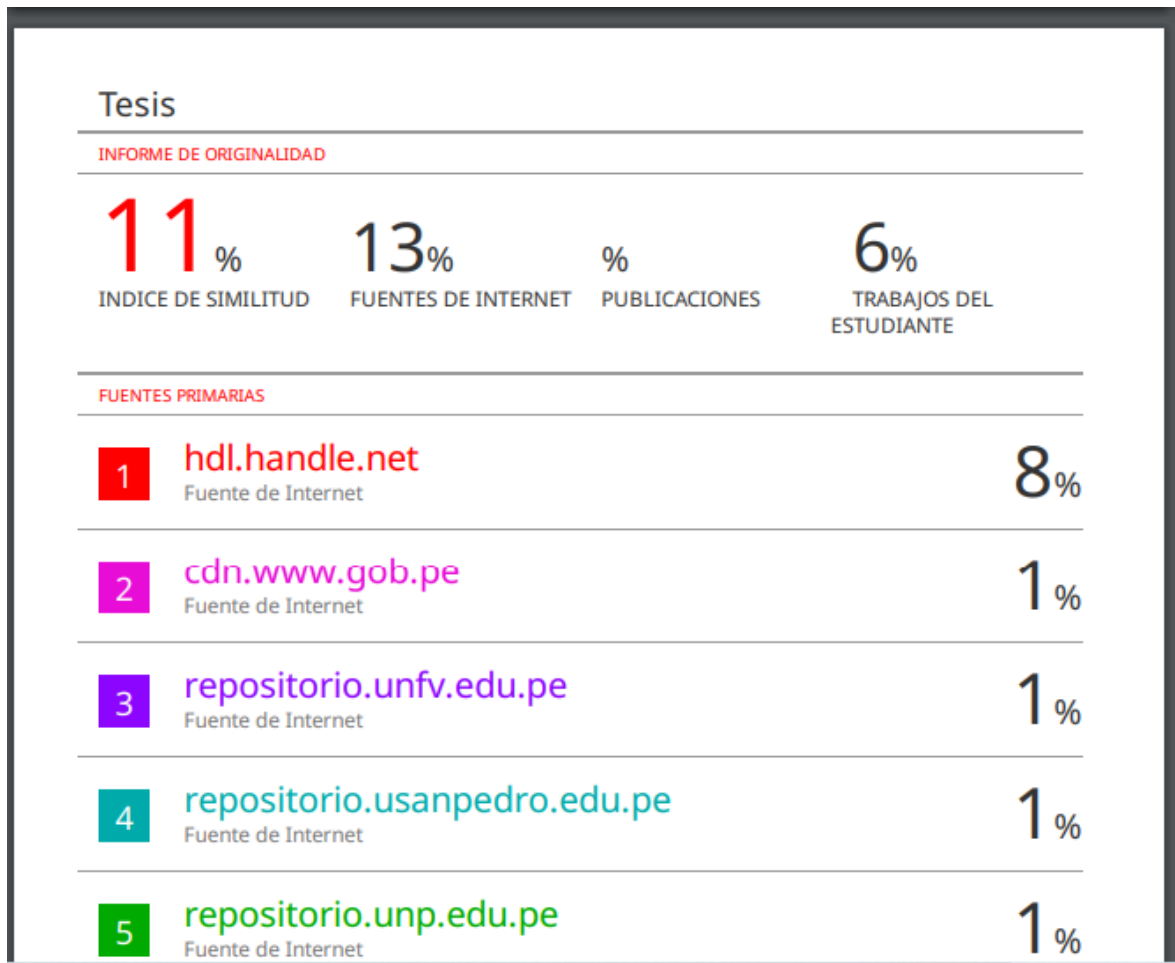 Tesis
INFORME DE ORIGINALIDAD
11% 13% % 6%
INDICE DE SIMILITUD FUENTES DE INTERNET PUBLICACIONES TRABAJOS DEL
ESTUDIANTE
FUENTES PRIMARIAS
1 hdl.handle.net 8%
Fuente de Internet
2 cdn.www.gob.pe 1%
Fuente de Internet
3 repositorio.unfv.edu.pe 1%
Fuente de Internet
4 repositorio.usanpedro.edu.pe 1%
Fuente de Internet
5 repositorio.unp.edu.pe 1%
Fuente de Internet